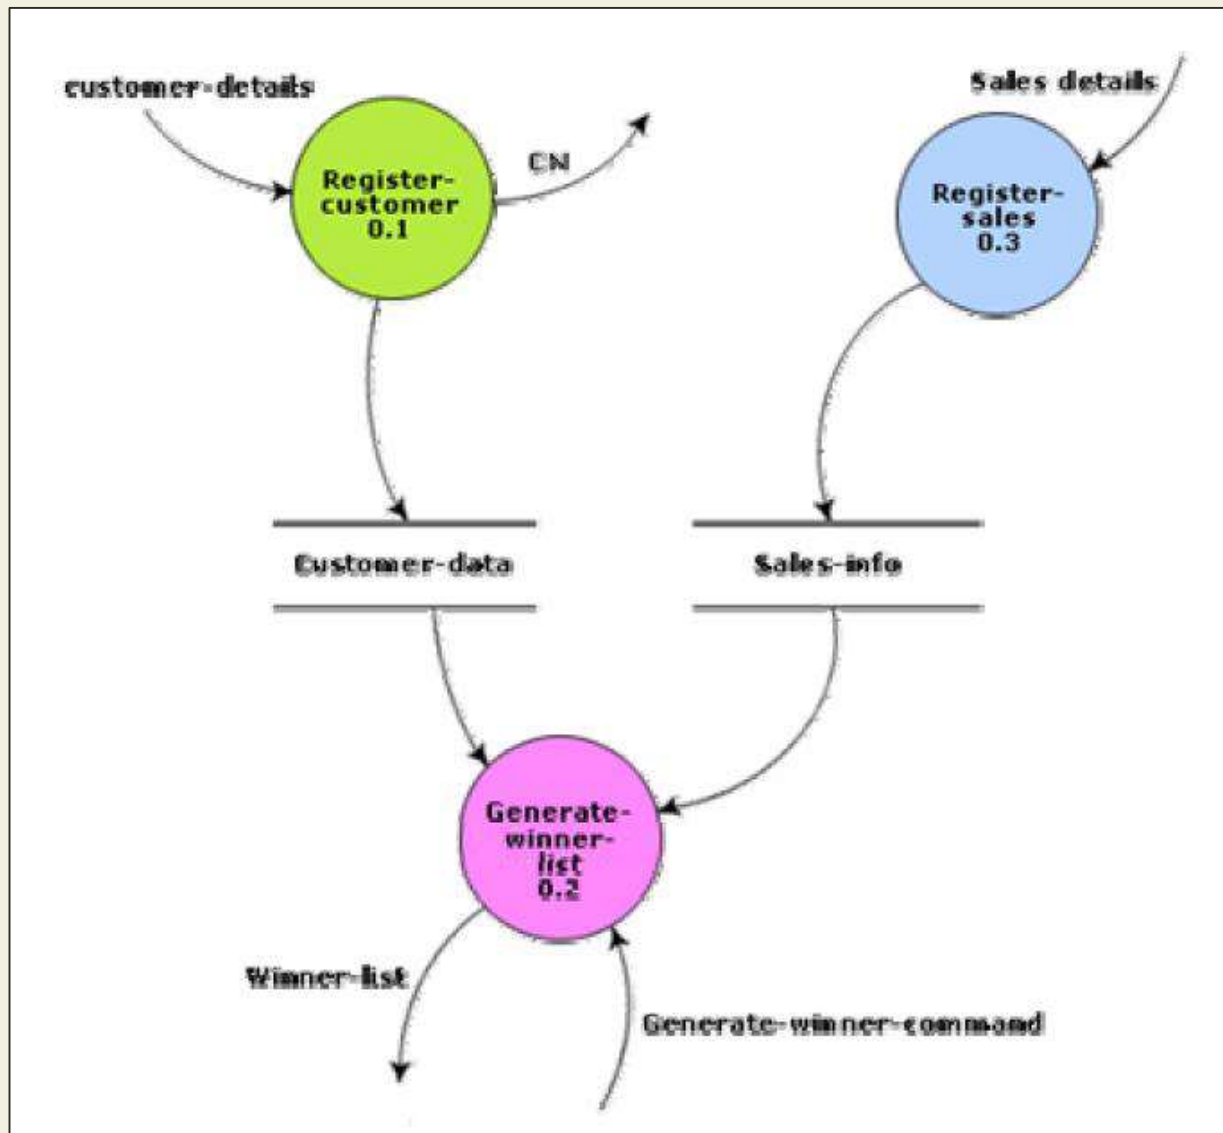 customer-details
Sales details
CN
Register-
customer
0.1
Register-
sales
0.3
Customer-data
Sales-info
Generate-
winner-
list
0.2
Winner-list
Generate-winner-command